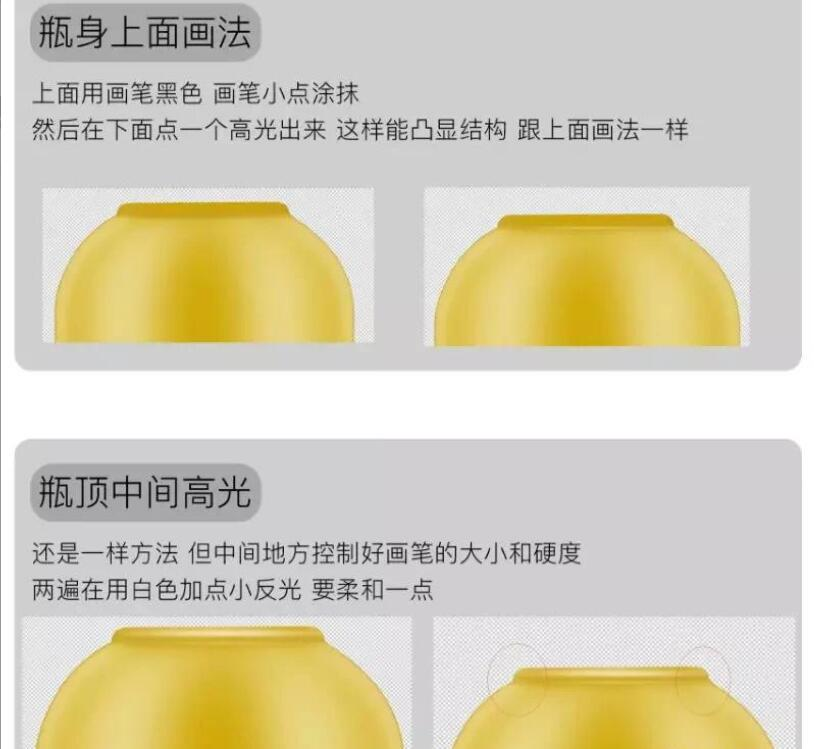 瓶身上面画法
上面用画笔黑色 画笔小点涂抹
然后在下面点一个高光出来 这样能凸显结构 跟上面画法一样
瓶顶中间高光
还是一样方法 但中间地方控制好画笔的大小和硬度
两遍在用白色加点小反光 要柔和一点